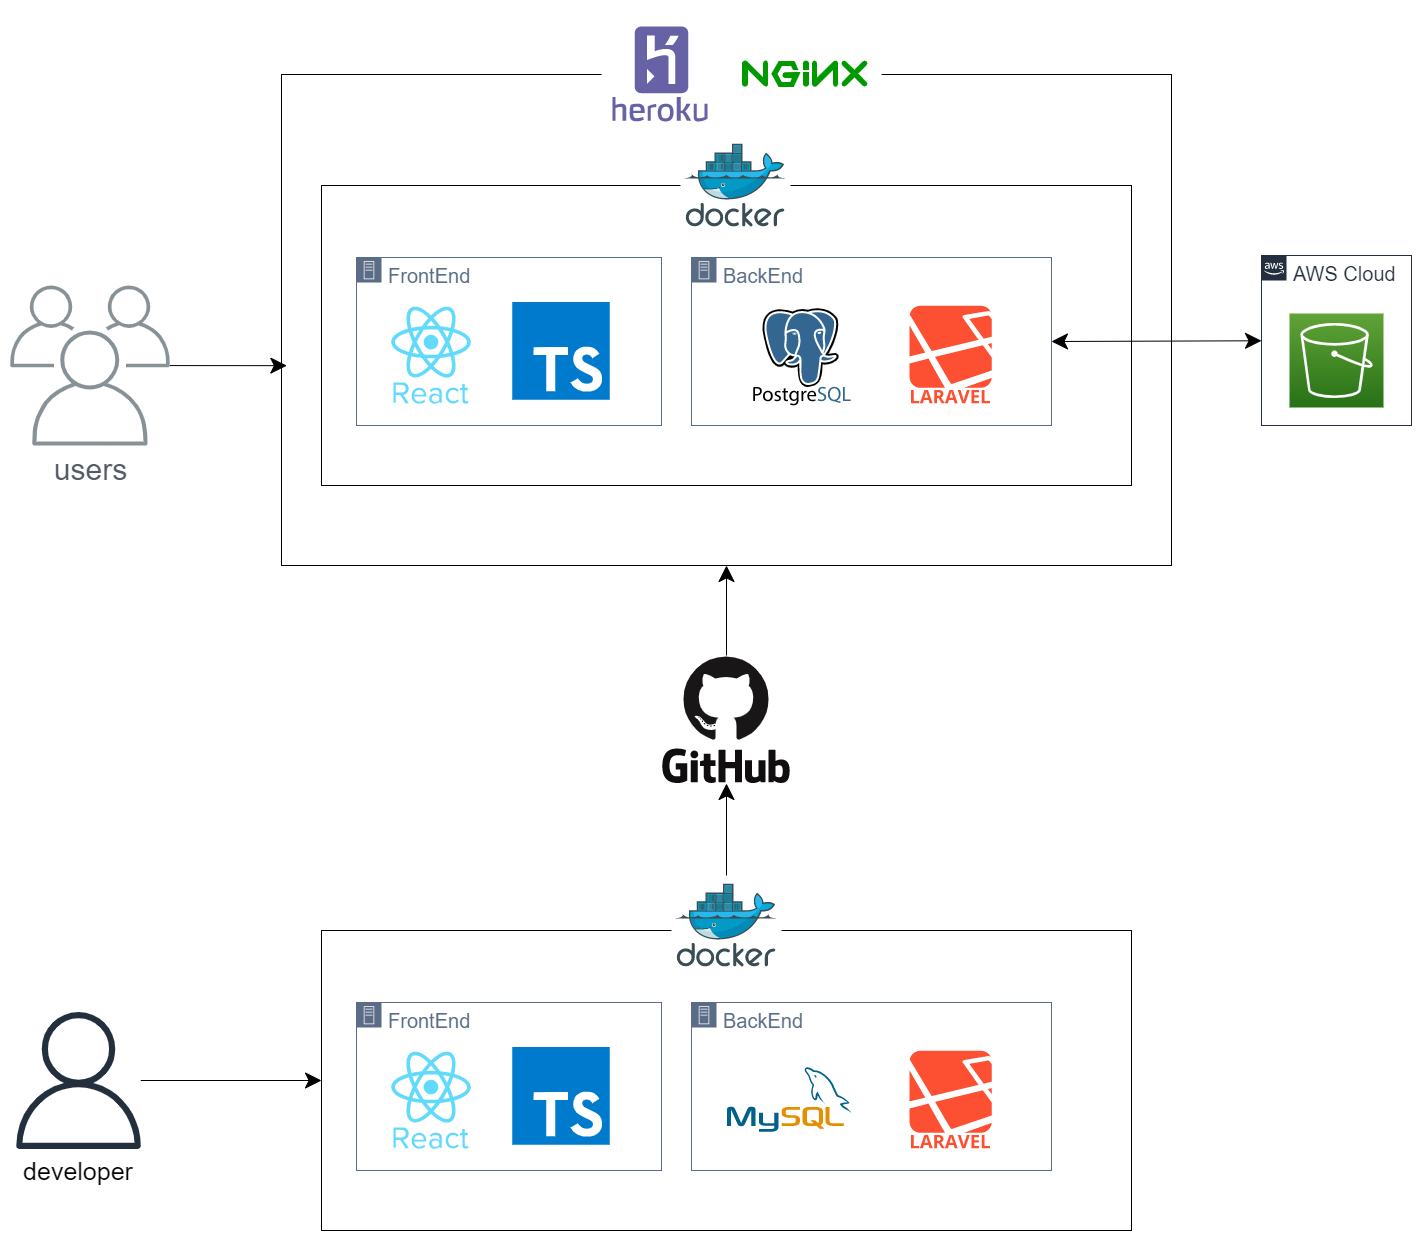 heroku
NGINX
docker
FrontEnd
BackEnd
aws
AWS Cloud
React
TS
PostgreSQL
LARAVEL
users
GitHub
docker
FrontEnd
BackEnd
React
TS
MySQL
LARAVEL
developer